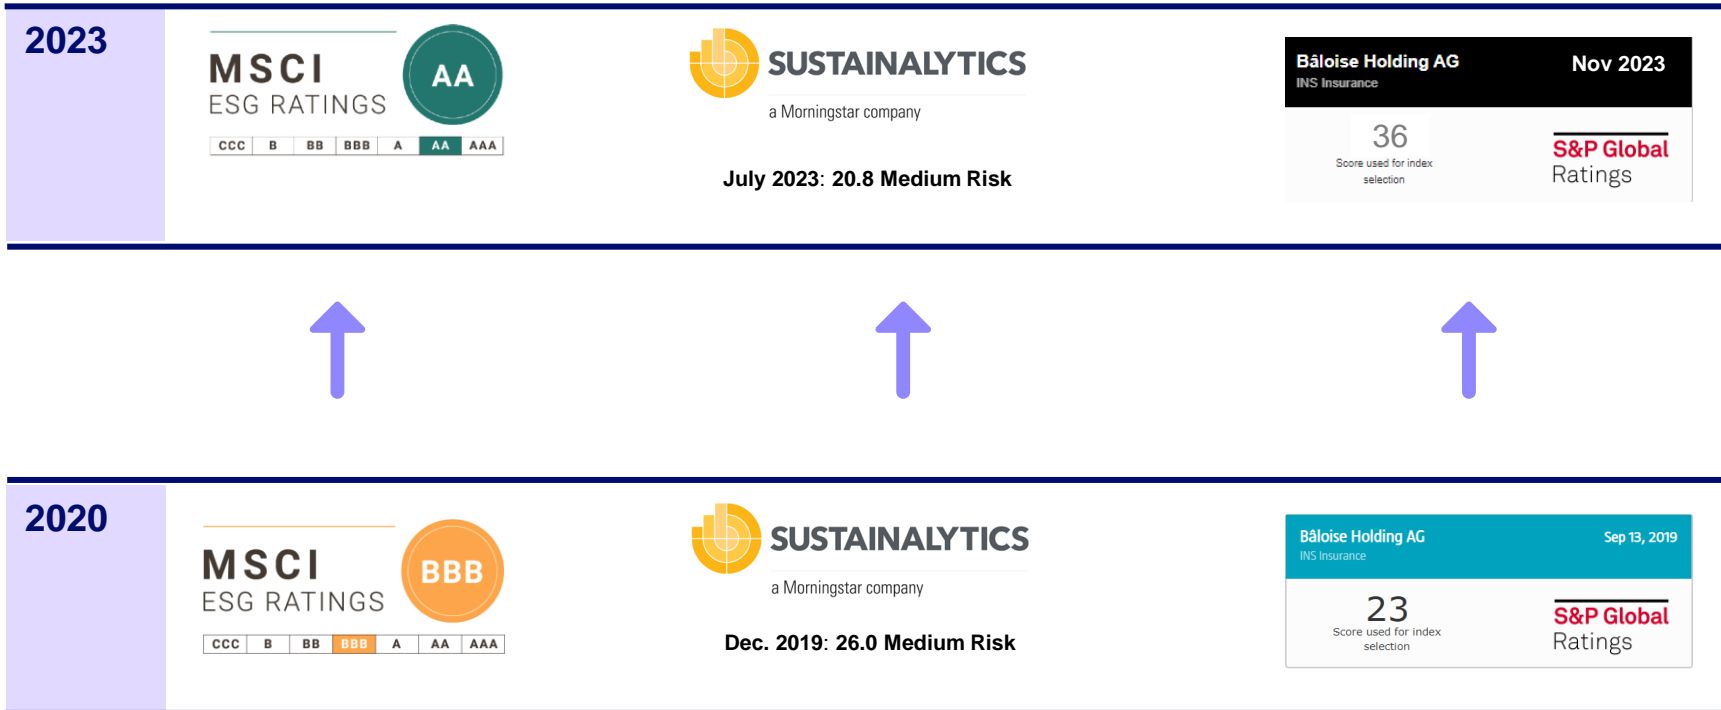 2023
MSCI
ESG RATINGS
AA
CCC B BB BBB A AA AAA
SUSTAINALYTICS
a Morningstar company
July 2023: 20.8 Medium Risk
Bâloise Holding AG
INS Insurance
Nov 2023
36
Score used for index
selection
S&P Global
Ratings
2020
MSCI
ESG RATINGS
BBB
CCC B BB BBB A AA AAA
SUSTAINALYTICS
a Morningstar company
Dec. 2019: 26.0 Medium Risk
Bâloise Holding AG
INS Insurance
Sep 13, 2019
23
Score used for index
selection
S&P Global
Ratings